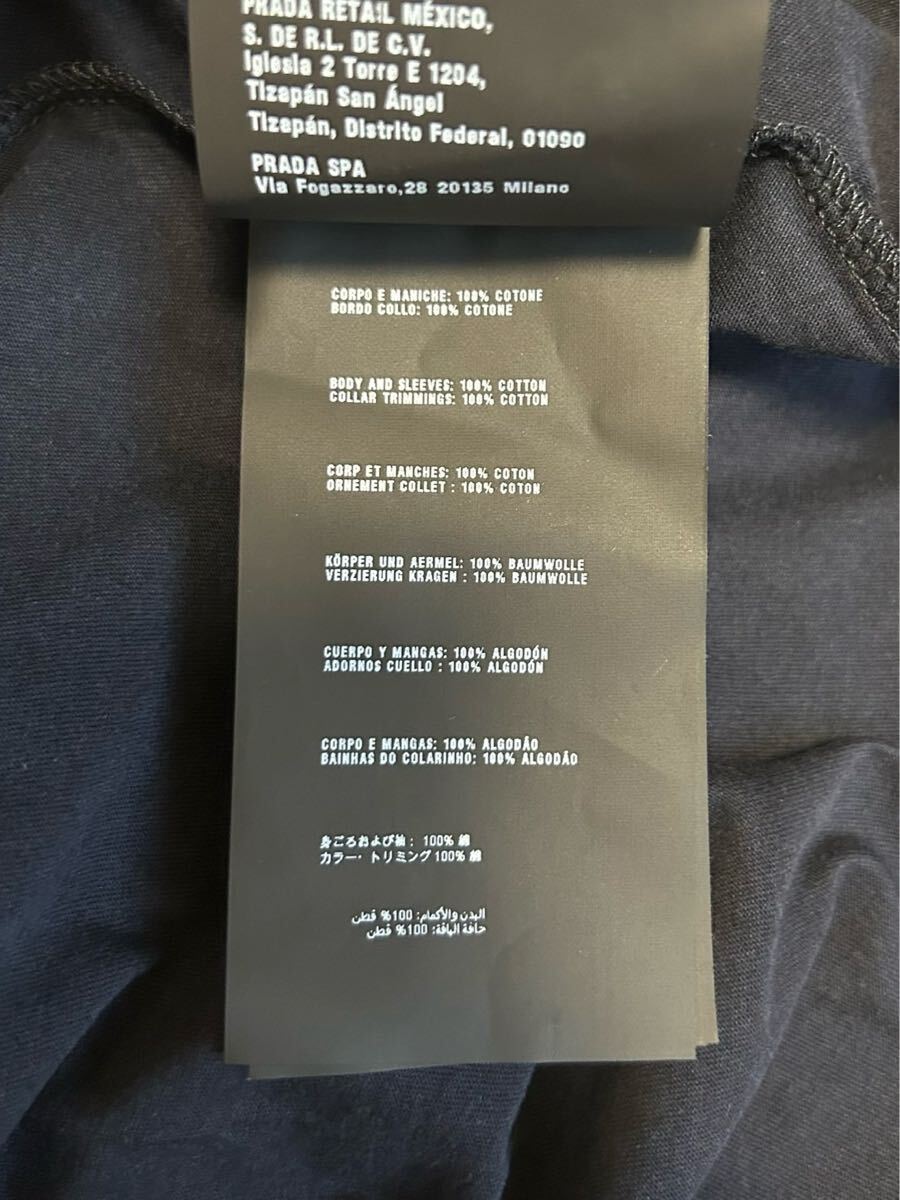 PRADA RETAIL MÉXICO,
S. DE R.L. DE C.V.
Iglesia 2 Torre E 1204,
Tizapán San Ángel
Tizapán, Distrito Federal, 01090
PRADA SPA
Via Fogazzaro,28 20135 Milano
CORPO E MANICHE: 100% COTONE
BORDO COLLO: 100% COTONE
BODY AND SLEEVES: 100% COTTON
COLLAR TRIMMINGS: 100% COTTON
CORP ET MANCHES: 100% COTON
ORNEMENT COLLET : 100% COTON
KÖRPER UND AERMEL: 100% BAUMWOLLE
VERZIERUNG KRAGEN : 100% BAUMWOLLE
CUERPO Y MANGAS: 100% ALGODÓN
ADORNOS CUELLO : 100% ALGODÓN
CORPO E MANGAS: 100% ALGODÃO
BAINHAS DO COLARINHO: 100% ALGODÃO
身ごろおよび袖： 100% 綿
カラー・トリミング 100% 綿
البدن والأكمام: 100% قطن
حافة الياقة: 100% قطن